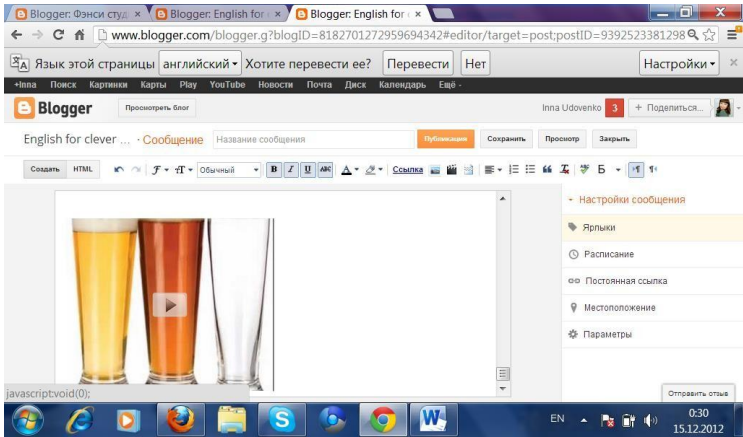 Blogger: Фэнси студ
Blogger: English for
Blogger: English for
www.blogger.com/blogger.g?blogID=8182701272959694342#editor/target=post;postID=9392523381298
Язык этой страницы английский Хотите перевести ее? Перевести Нет Настройки
+Inna Поиск Картинки Карты Play YouTube Новости Почта Диск Календарь Ещё
Blogger Просмотреть блог Inna Udovenko 3 + Поделиться...
English for clever ... · Сообщение Название сообщения Публикация Сохранить Просмотр Закрыть
Создать HTML Обычный B I U ABC A Ссылка
Настройки сообщения
Ярлыки
Расписание
Постоянная ссылка
Местоположение
Параметры
javascript:void(0);
Отправить отзыв
EN 0:30
15.12.2012